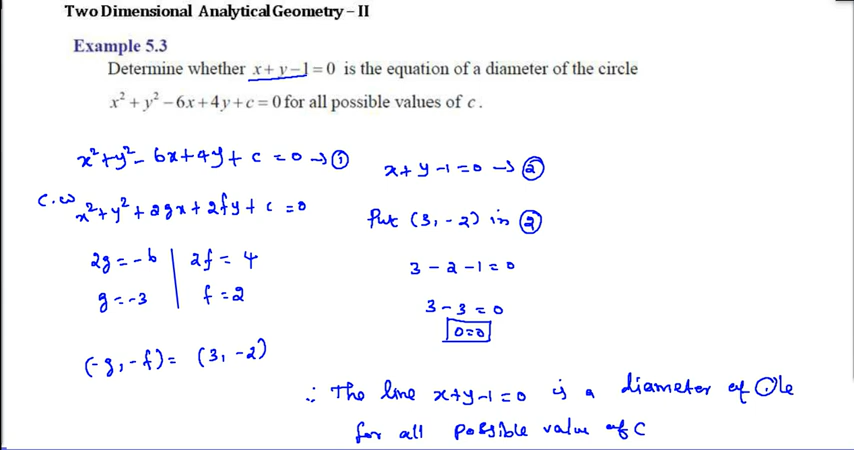 Two Dimensional Analytical Geometry – II
Example 5.3
Determine whether x + y − 1 = 0 is the equation of a diameter of the circle
x² + y² − 6x + 4y + c = 0 for all possible values of c.
x² + y² − 6x + 4y + c = 0 → ①
C.W x² + y² + 2gx + 2fy + c = 0
2g = −6 | 2f = 4
g = −3 | f = 2
(−g, −f) = (3, −2)
x + y − 1 = 0 → ②
Put (3, −2) in ②
3 − 2 − 1 = 0
3 − 3 = 0
0 = 0
∴ The line x+y−1=0 is a diameter of ⊙le
for all possible value of C